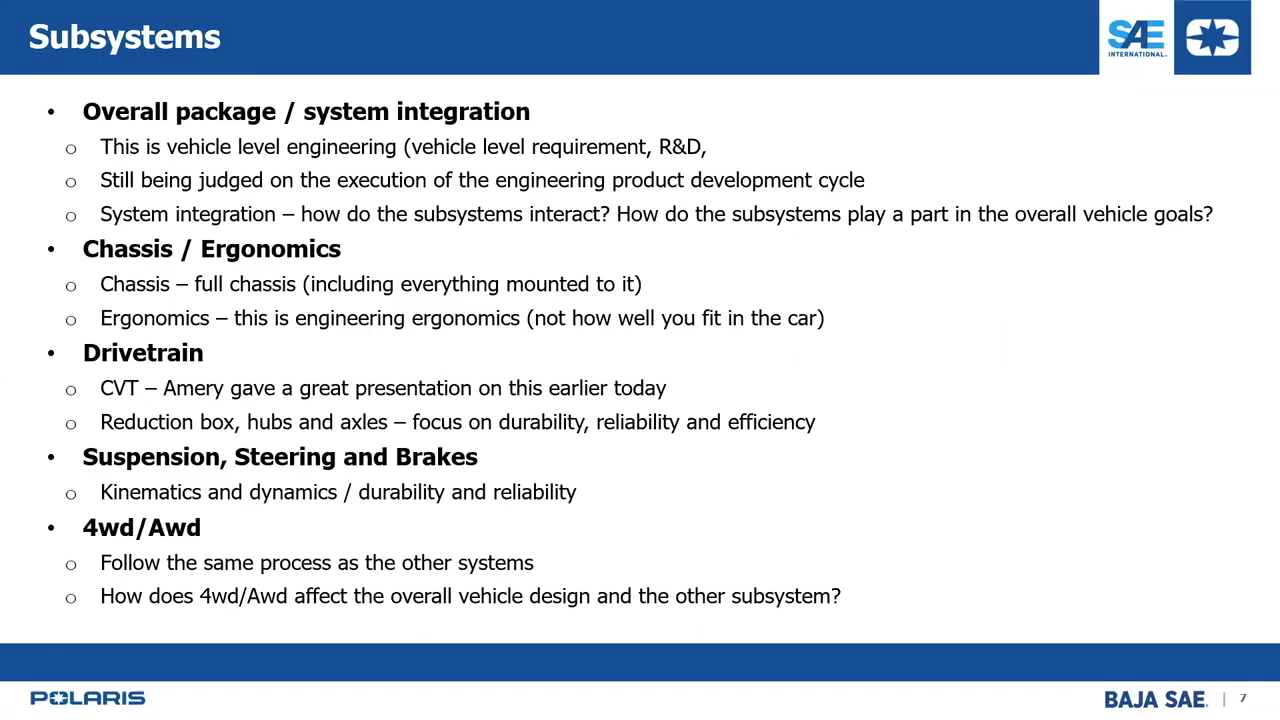 Subsystems
SAE
INTERNATIONAL
• Overall package / system integration
o This is vehicle level engineering (vehicle level requirement, R&D,
o Still being judged on the execution of the engineering product development cycle
o System integration – how do the subsystems interact? How do the subsystems play a part in the overall vehicle goals?
• Chassis / Ergonomics
o Chassis – full chassis (including everything mounted to it)
o Ergonomics – this is engineering ergonomics (not how well you fit in the car)
• Drivetrain
o CVT – Amery gave a great presentation on this earlier today
o Reduction box, hubs and axles – focus on durability, reliability and efficiency
• Suspension, Steering and Brakes
o Kinematics and dynamics / durability and reliability
• 4wd/Awd
o Follow the same process as the other systems
o How does 4wd/Awd affect the overall vehicle design and the other subsystem?
POLARIS
BAJA SAE. | 7